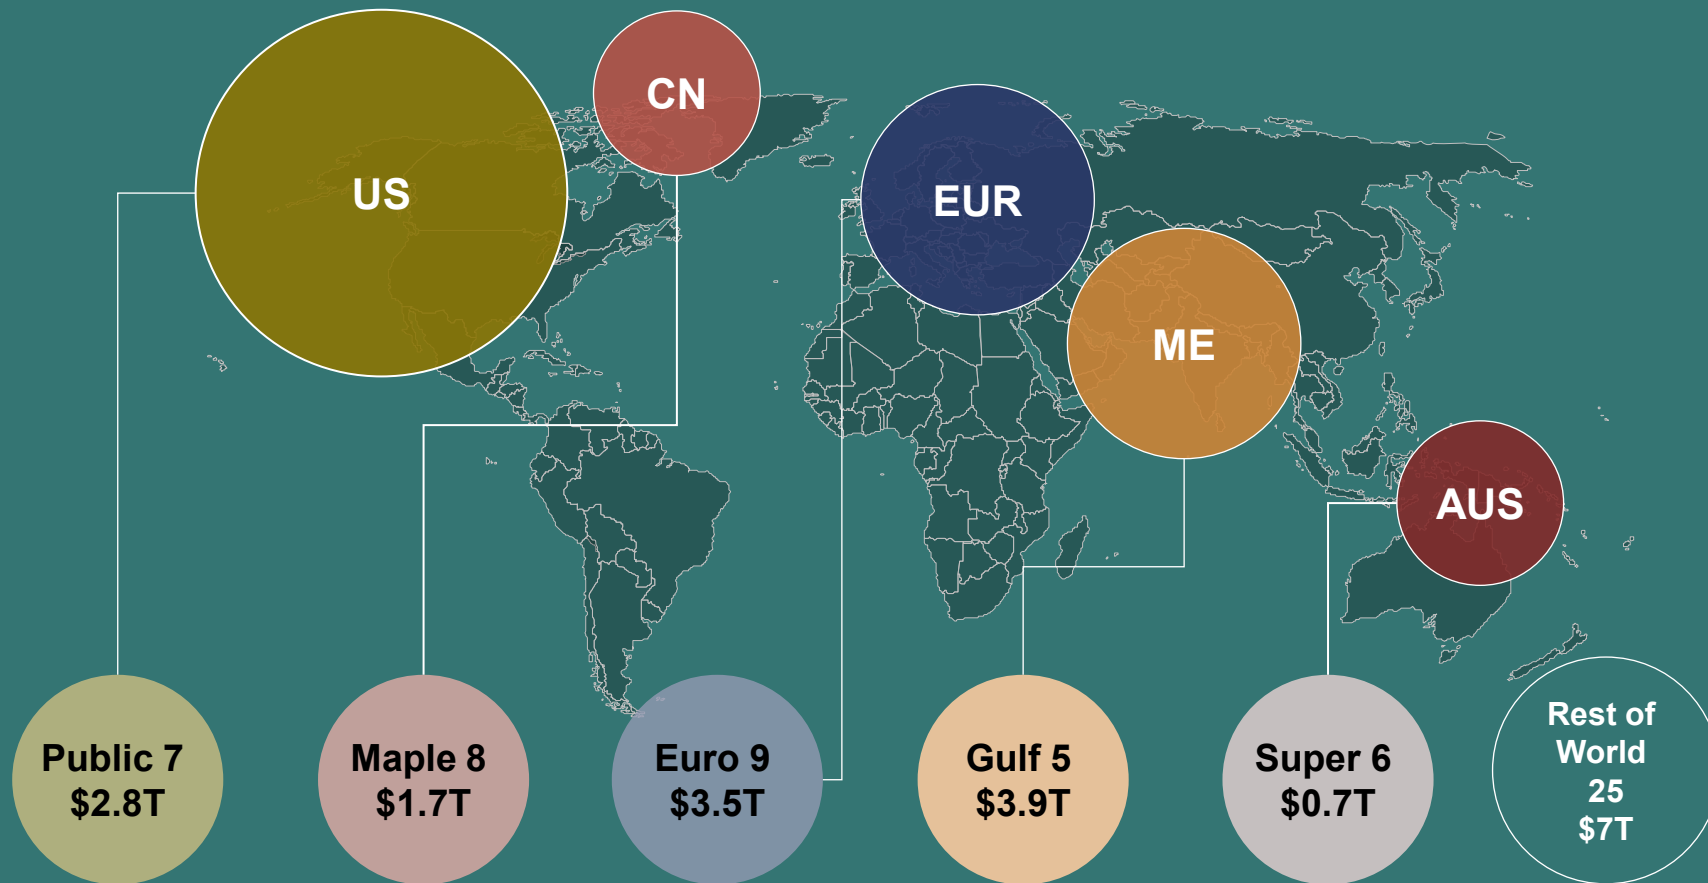 US
CN
EUR
ME
AUS
Public 7
$2.8T
Maple 8
$1.7T
Euro 9
$3.5T
Gulf 5
$3.9T
Super 6
$0.7T
Rest of
World
25
$7T